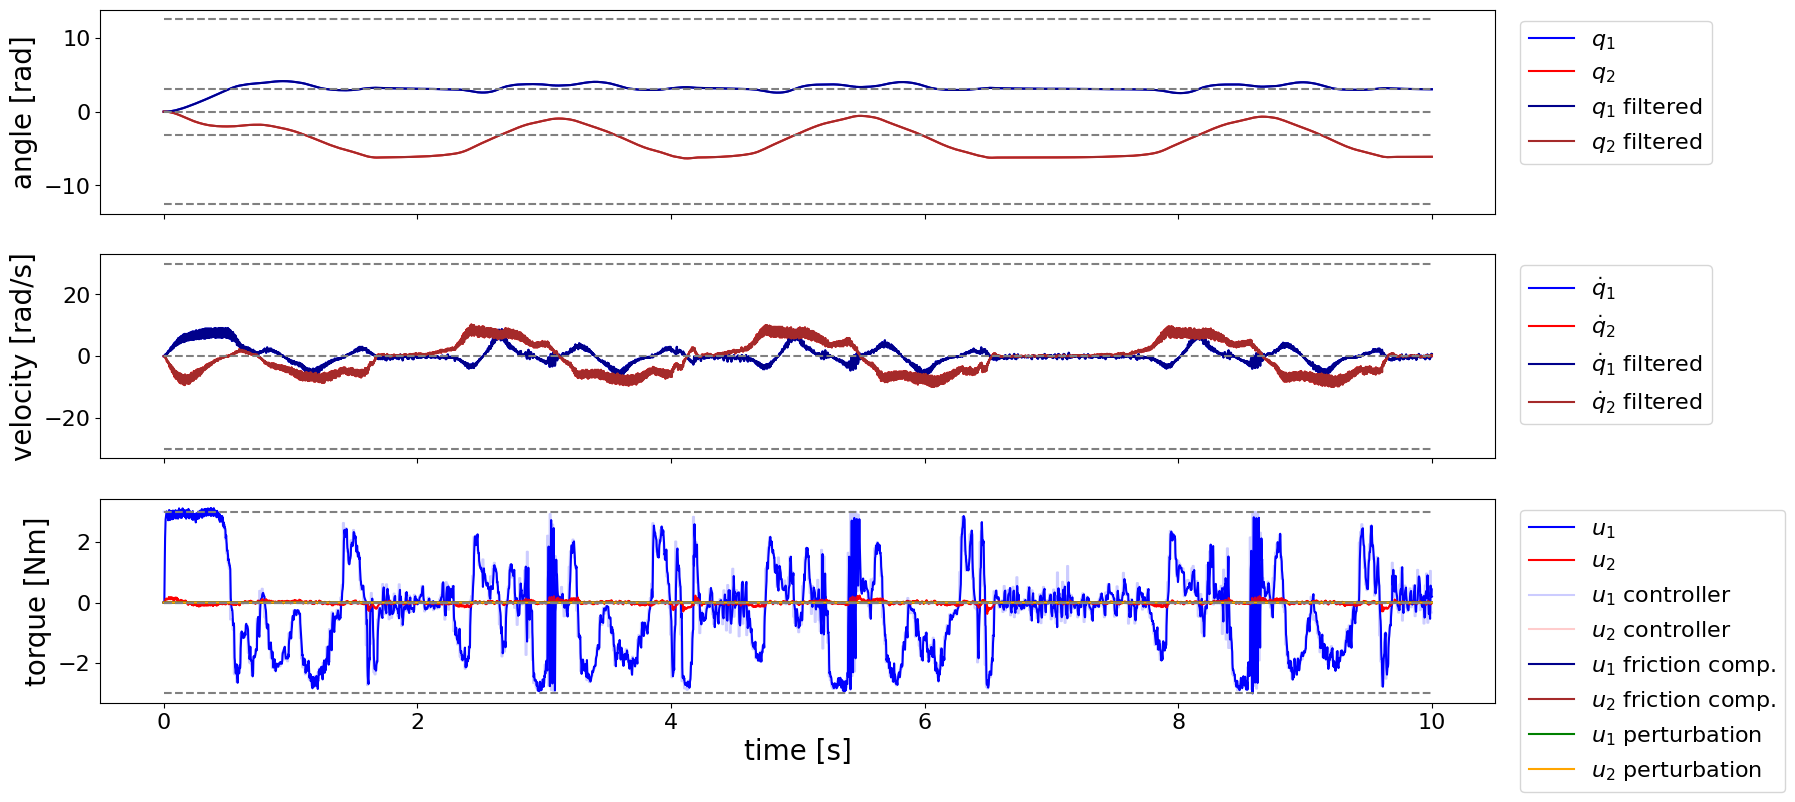 angle [rad]
10
0
−10
q₁
q₂
q₁ filtered
q₂ filtered
velocity [rad/s]
20
0
−20
q̇₁
q̇₂
q̇₁ filtered
q̇₂ filtered
torque [Nm]
2
0
−2
0 2 4 6 8 10
time [s]
u₁
u₂
u₁ controller
u₂ controller
u₁ friction comp.
u₂ friction comp.
u₁ perturbation
u₂ perturbation